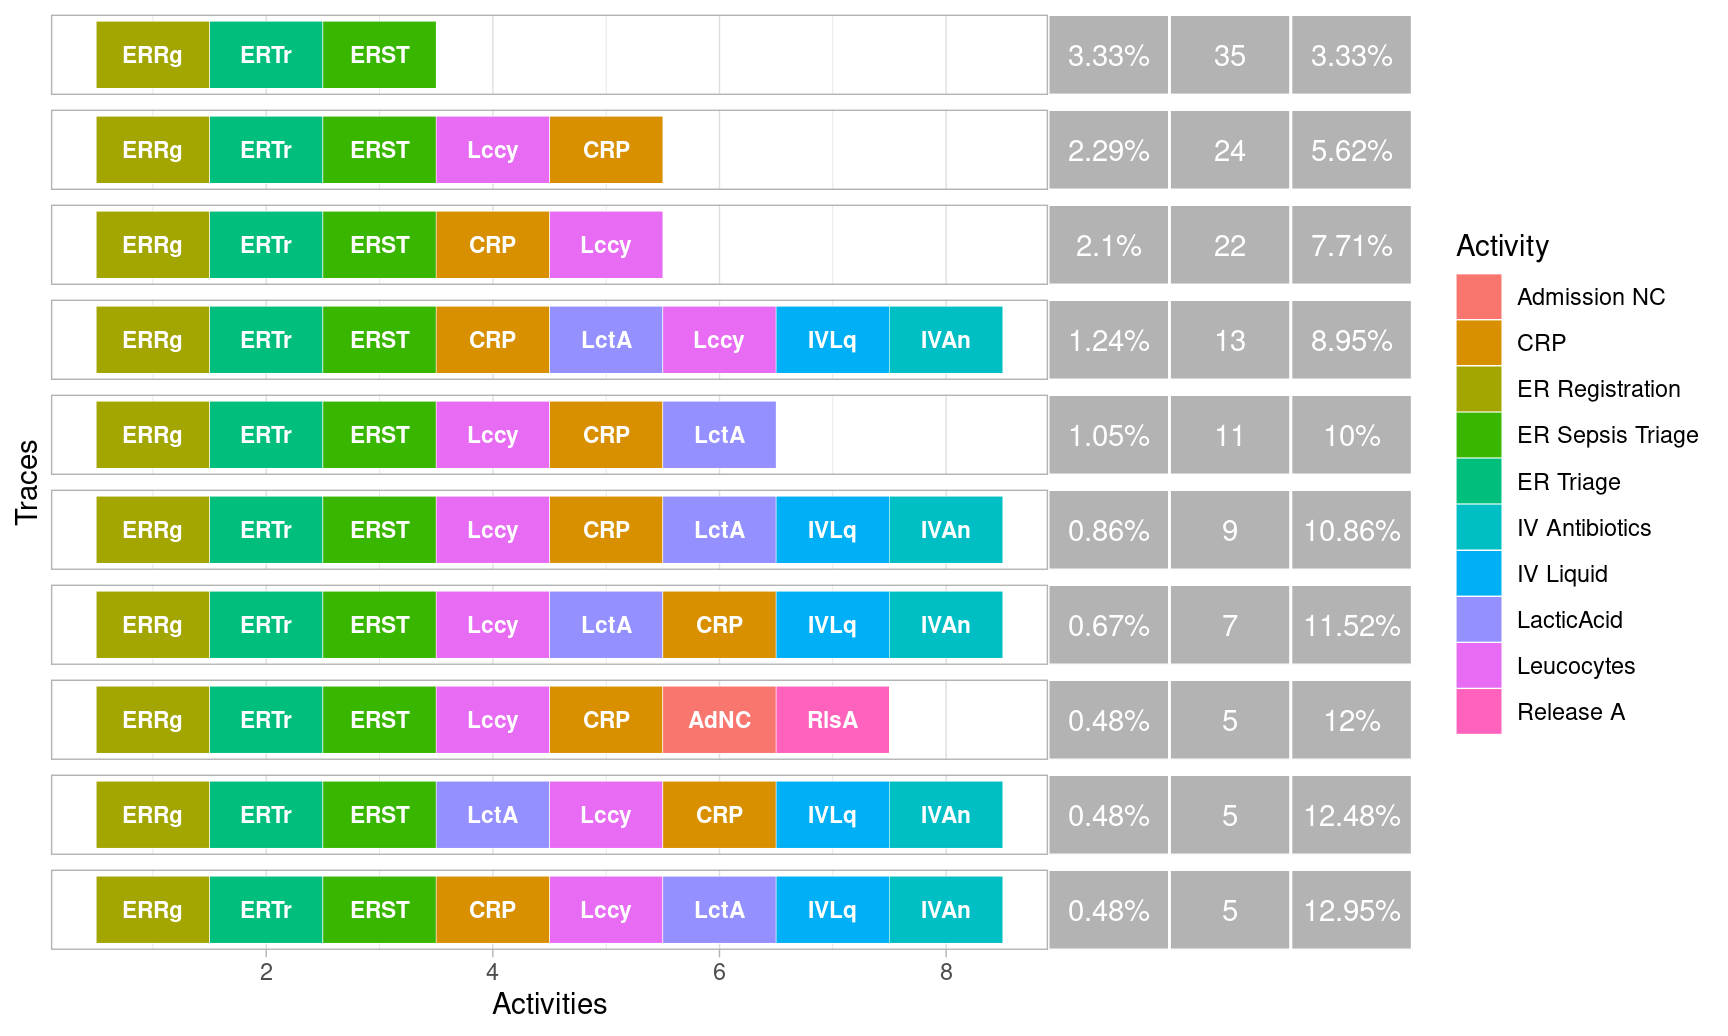 ERRg ERTr ERST 3.33% 35 3.33%
ERRg ERTr ERST Lccy CRP 2.29% 24 5.62%
ERRg ERTr ERST CRP Lccy 2.1% 22 7.71%
ERRg ERTr ERST CRP LctA Lccy IVLq IVAn 1.24% 13 8.95%
ERRg ERTr ERST Lccy CRP LctA 1.05% 11 10%
ERRg ERTr ERST Lccy CRP LctA IVLq IVAn 0.86% 9 10.86%
ERRg ERTr ERST Lccy LctA CRP IVLq IVAn 0.67% 7 11.52%
ERRg ERTr ERST Lccy CRP AdNC RlsA 0.48% 5 12%
ERRg ERTr ERST LctA Lccy CRP IVLq IVAn 0.48% 5 12.48%
ERRg ERTr ERST CRP Lccy LctA IVLq IVAn 0.48% 5 12.95%
2 4 6 8
Activities
Traces
Activity
Admission NC
CRP
ER Registration
ER Sepsis Triage
ER Triage
IV Antibiotics
IV Liquid
LacticAcid
Leucocytes
Release A